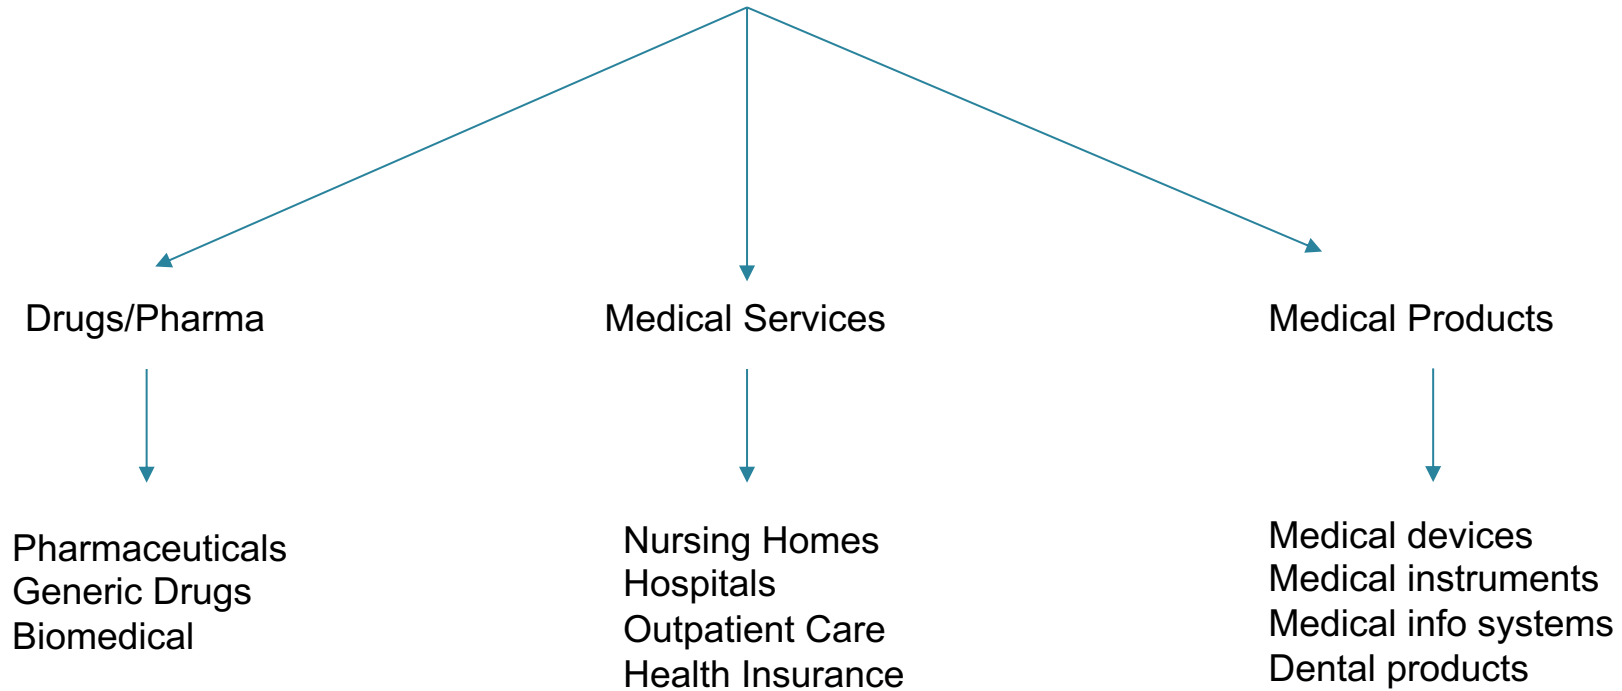 Drugs/Pharma
Medical Services
Medical Products
Pharmaceuticals
Generic Drugs
Biomedical
Nursing Homes
Hospitals
Outpatient Care
Health Insurance
Medical devices
Medical instruments
Medical info systems
Dental products